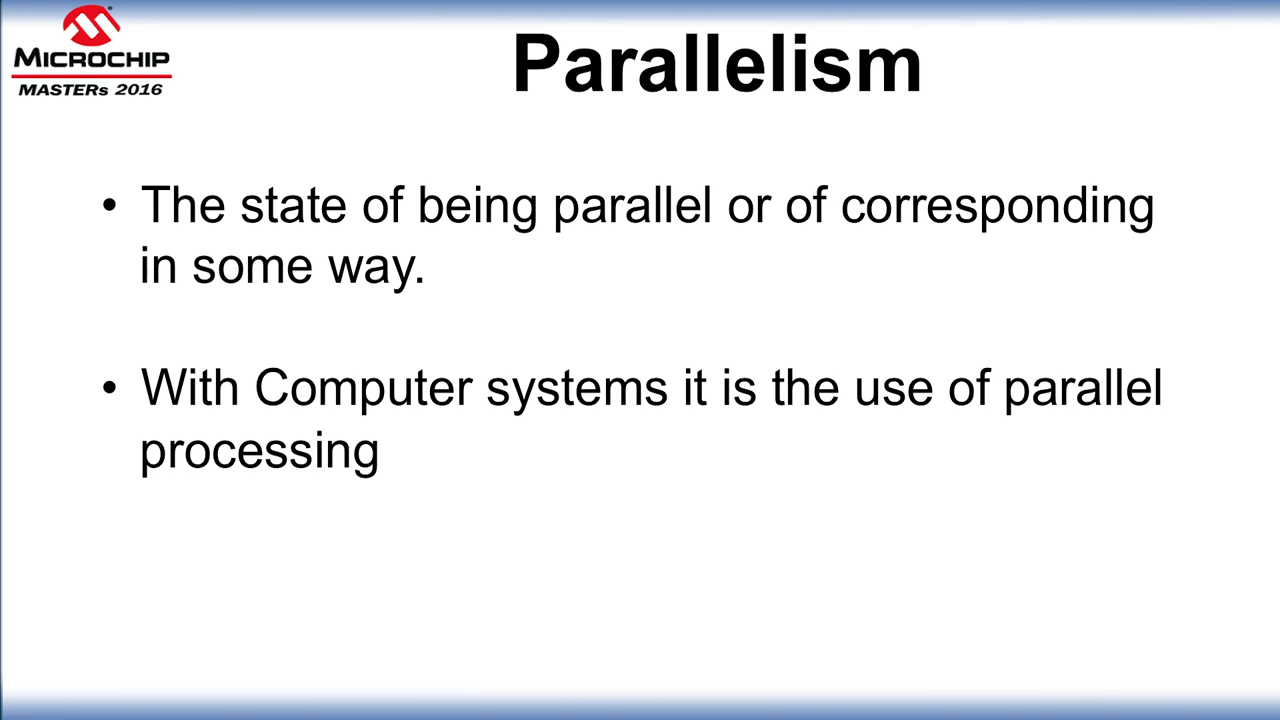 MICROCHIP
MASTERs 2016
Parallelism
• The state of being parallel or of corresponding
in some way.
• With Computer systems it is the use of parallel
processing